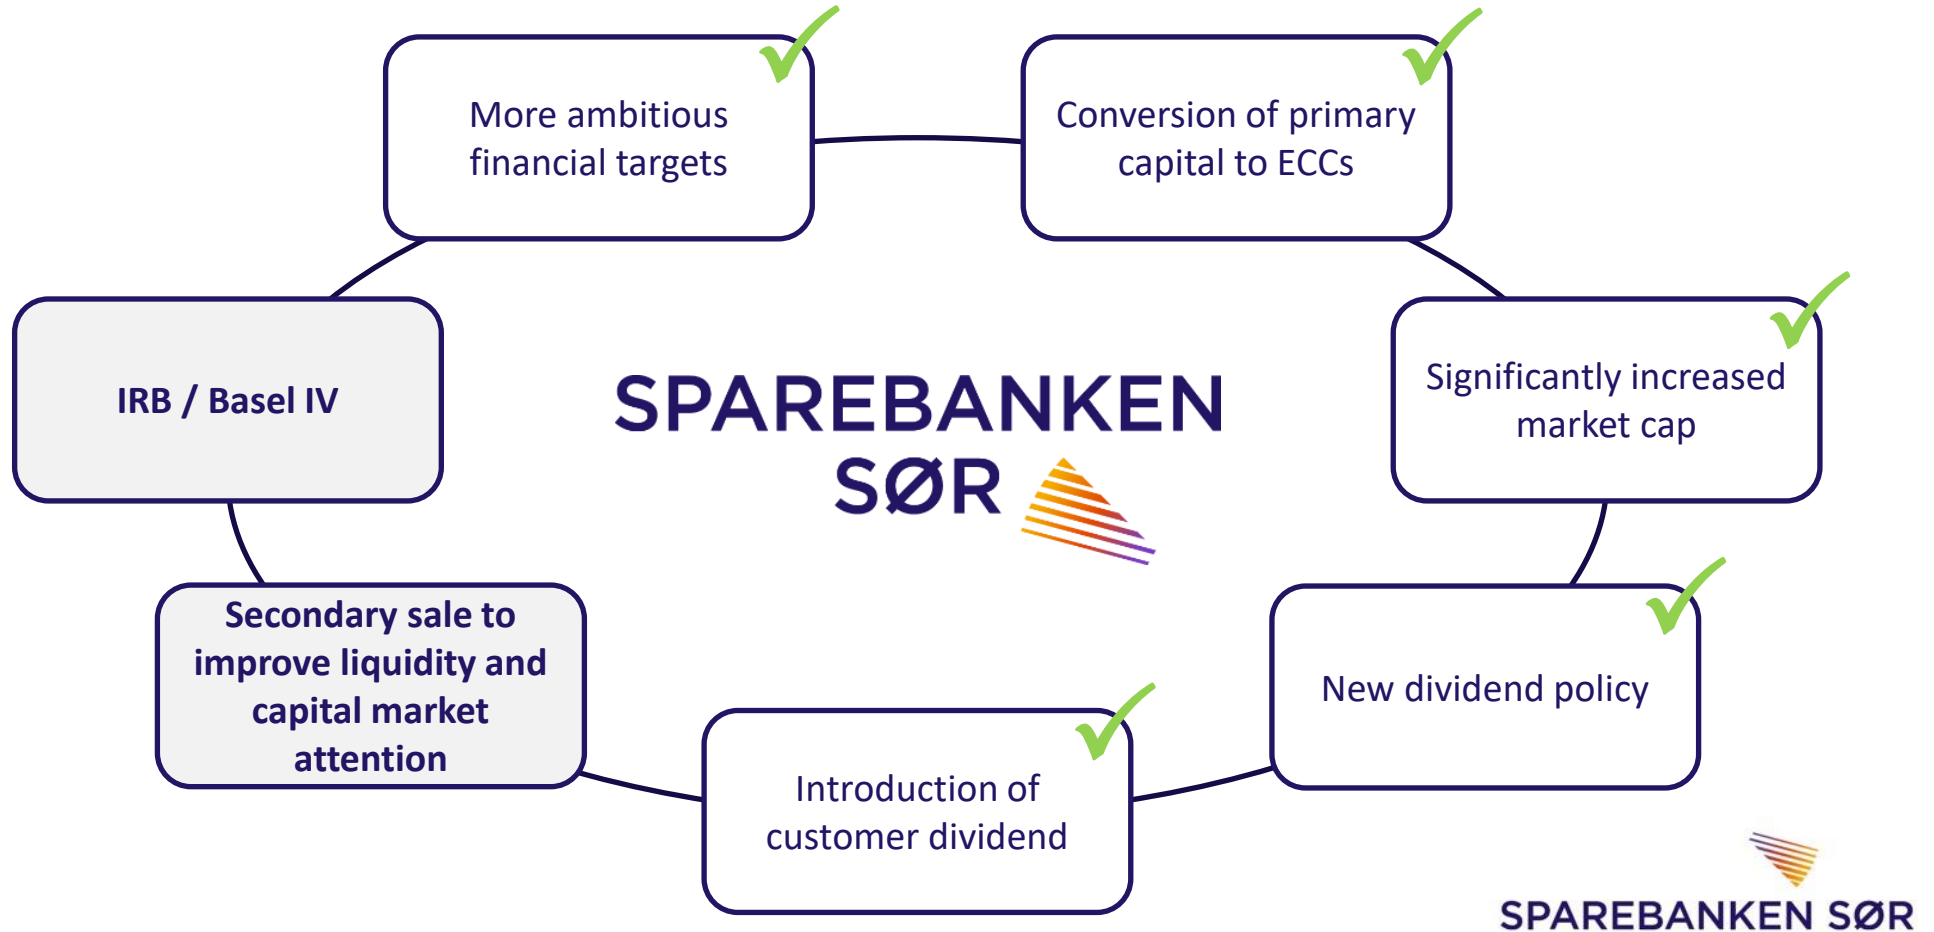 More ambitious
financial targets
Conversion of primary
capital to ECCs
IRB / Basel IV
Significantly increased
market cap
SPAREBANKEN
SØR
Secondary sale to
improve liquidity and
capital market
attention
New dividend policy
Introduction of
customer dividend
SPAREBANKEN SØR